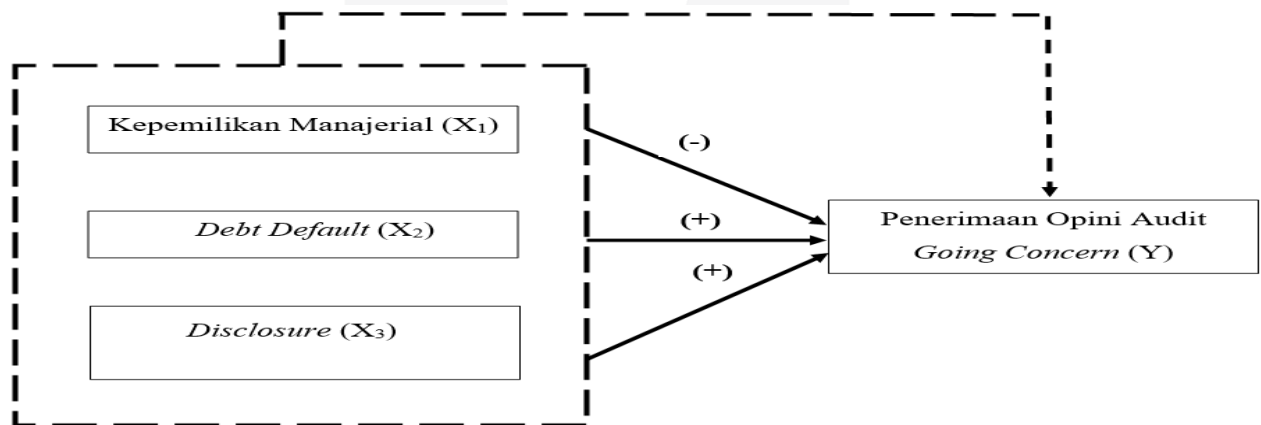 Kepemilikan Manajerial (X₁)
(-)
Debt Default (X₂)
(+)
Penerimaan Opini Audit
Going Concern (Y)
(+)
Disclosure (X₃)